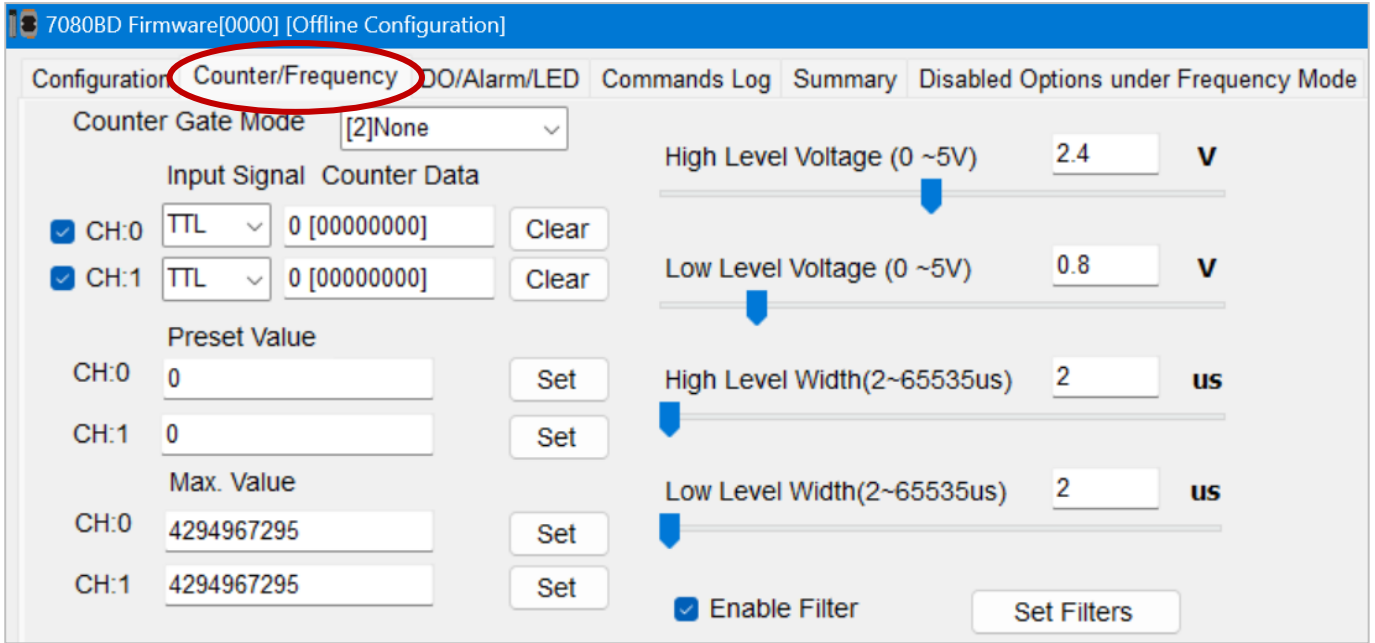 7080BD Firmware[0000] [Offline Configuration]
Configuration Counter/Frequency DO/Alarm/LED Commands Log Summary Disabled Options under Frequency Mode
Counter Gate Mode [2]None
Input Signal Counter Data
CH:0 TTL 0 [00000000] Clear
CH:1 TTL 0 [00000000] Clear
Preset Value
CH:0 0 Set
CH:1 0 Set
Max. Value
CH:0 4294967295 Set
CH:1 4294967295 Set
High Level Voltage (0 ~5V) 2.4 V
Low Level Voltage (0 ~5V) 0.8 V
High Level Width(2~65535us) 2 us
Low Level Width(2~65535us) 2 us
Enable Filter Set Filters